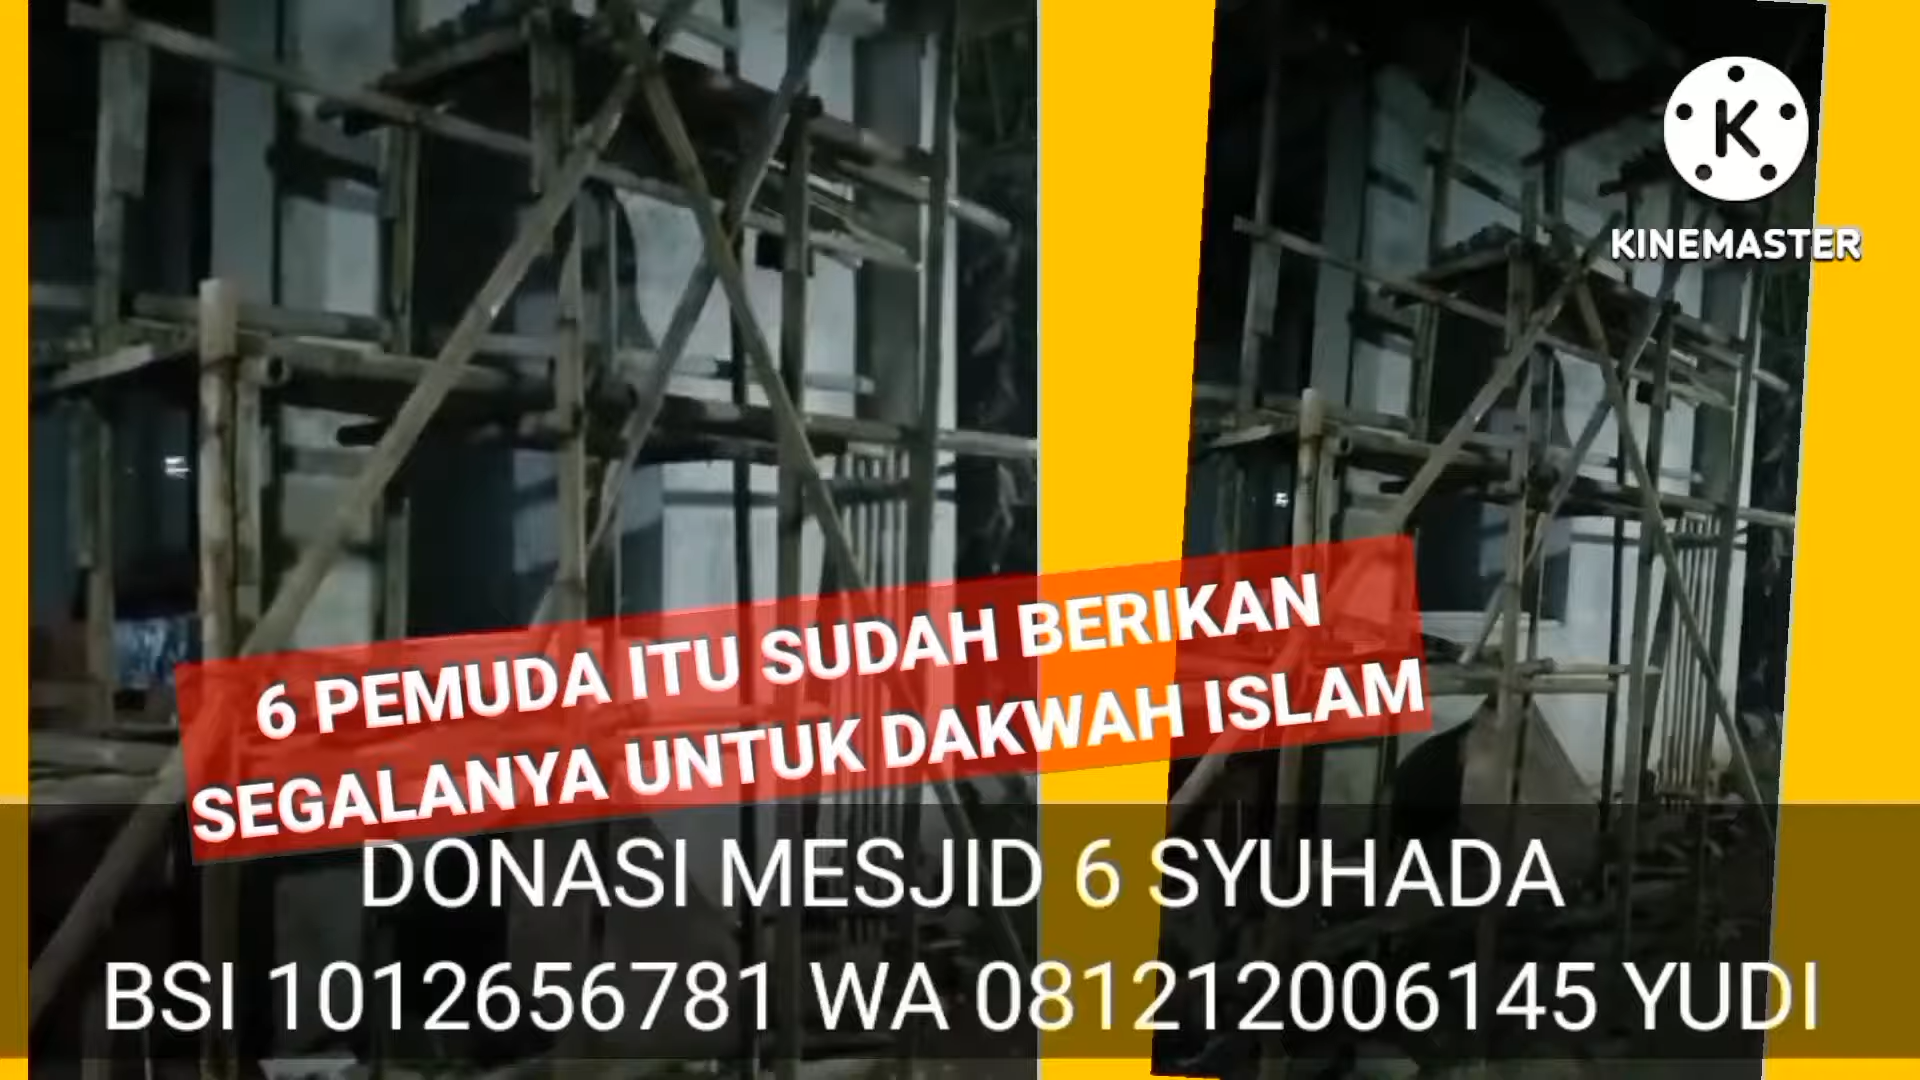 KINEMASTER
6 PEMUDA ITU SUDAH BERIKAN
SEGALANYA UNTUK DAKWAH ISLAM
DONASI MESJID 6 SYUHADA
BSI 1012656781 WA 081212006145 YUDI